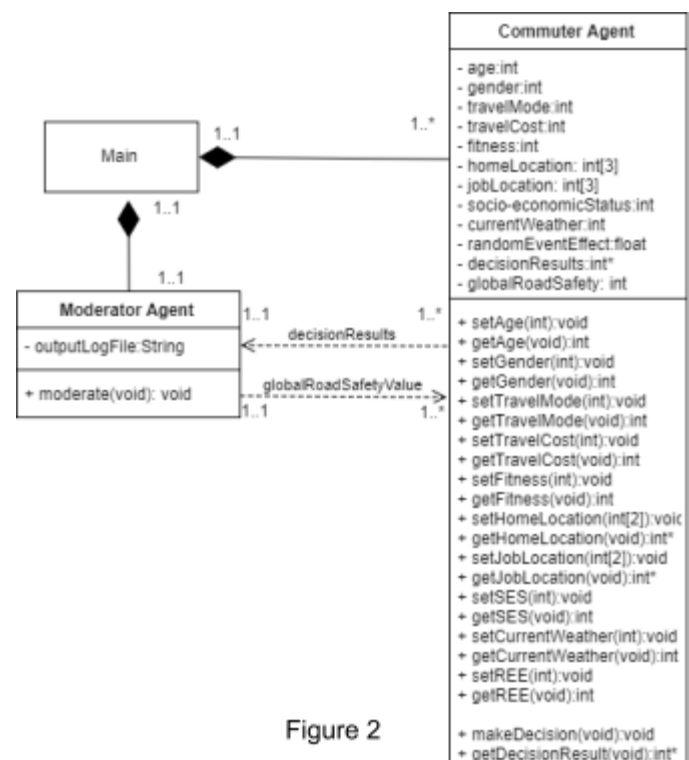 Commuter Agent
- age:int
- gender:int
- travelMode:int
- travelCost:int
- fitness:int
- homeLocation: int[3]
- jobLocation: int[3]
- socio-economicStatus:int
- currentWeather:int
- randomEventEffect:float
- decisionResults:int*
- globalRoadSafety: int
Main
1..1
1..*
1..1
1..1
Moderator Agent
- outputLogFile:String
+ moderate(void): void
1..1
1..*
decisionResults
globalRoadSafetyValue
1..1
1..*
+ setAge(int):void
+ getAge(void):int
+ setGender(int):void
+ getGender(void):int
+ setTravelMode(int):void
+ getTravelMode(void):int
+ setTravelCost(int):void
+ getTravelCost(void):int
+ setFitness(int):void
+ getFitness(void):int
+ setHomeLocation(int[2]):void
+ getHomeLocation(void):int*
+ setJobLocation(int[2]):void
+ getJobLocation(void):int*
+ setSES(int):void
+ getSES(void):int
+ setCurrentWeather(int):void
+ getCurrentWeather(void):int
+ setREE(int):void
+ getREE(void):int
+ makeDecision(void):void
+ getDecisionResult(void):int*
Figure 2